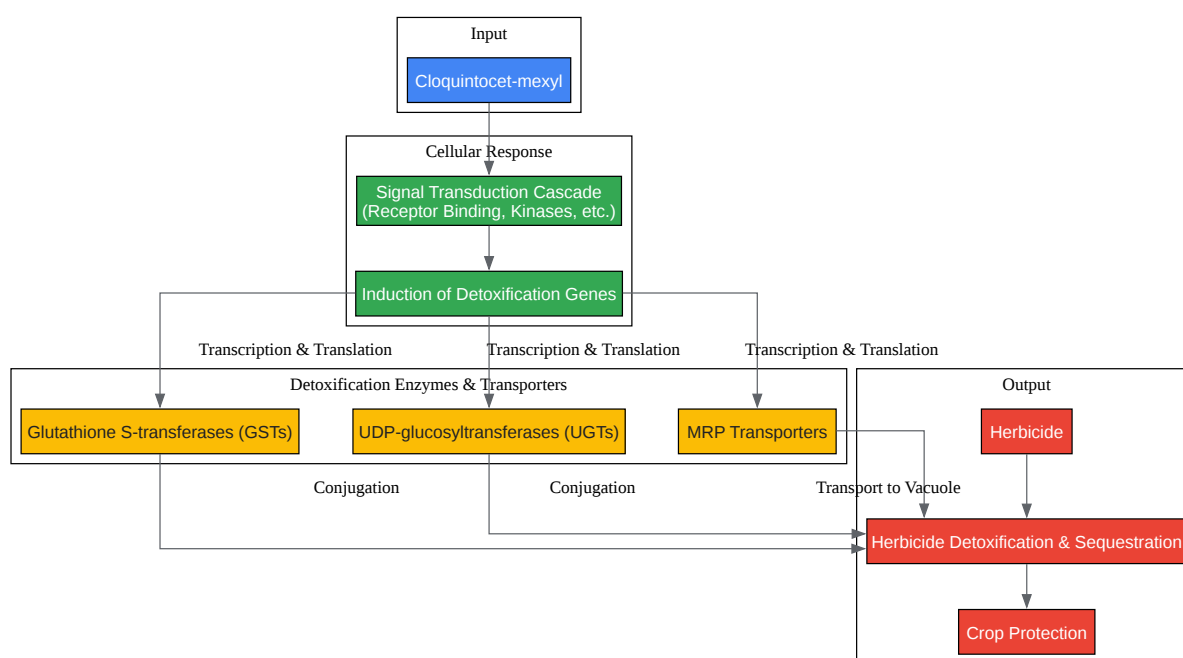 Input
Cloquintocet-mexyl
Cellular Response
Signal Transduction Cascade
(Receptor Binding, Kinases, etc.)
Induction of Detoxification Genes
Transcription & Translation
Transcription & Translation
Transcription & Translation
Detoxification Enzymes & Transporters
Output
Glutathione S-transferases (GSTs)
UDP-glucosyltransferases (UGTs)
MRP Transporters
Herbicide
Conjugation
Conjugation
Transport to Vacuole
Herbicide Detoxification & Sequestration
Crop Protection